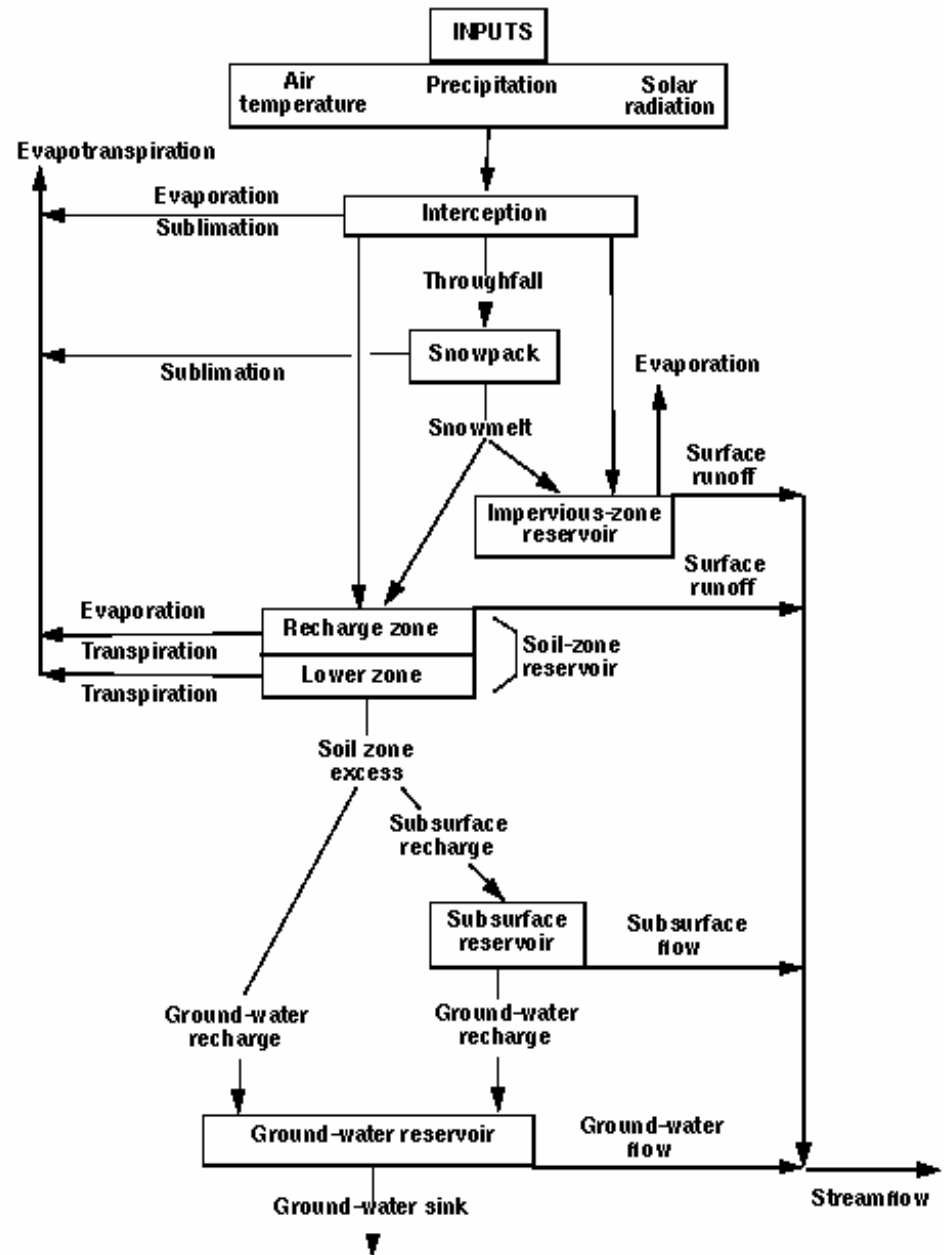 INPUTS
Air temperature
Precipitation
Solar radiation
Evapotranspiration
Evaporation
Sublimation
Interception
Throughfall
Snowpack
Sublimation
Evaporation
Snowmelt
Surface
runoff
Impervious-zone
reservoir
Surface
runoff
Evaporation
Transpiration
Recharge zone
Soil-zone
reservoir
Lower zone
Transpiration
Soil zone
excess
Subsurface
recharge
Subsurface
reservoir
Subsurface
flow
Ground-water
recharge
Ground-water
recharge
Ground-water reservoir
Ground-water
flow
Streamflow
Ground-water sink